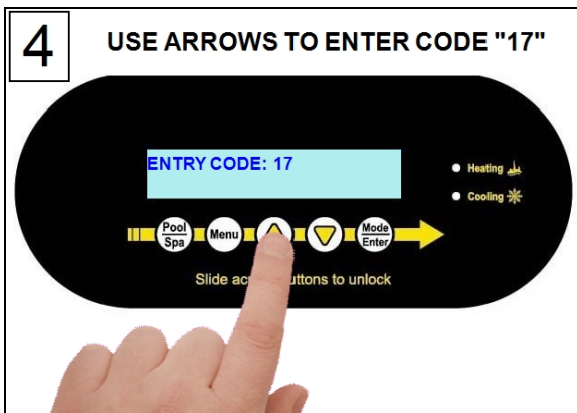 4
USE ARROWS TO ENTER CODE "17"
ENTRY CODE: 17
Heating
Cooling
Pool Spa
Menu
Mode Enter
Slide to unlock